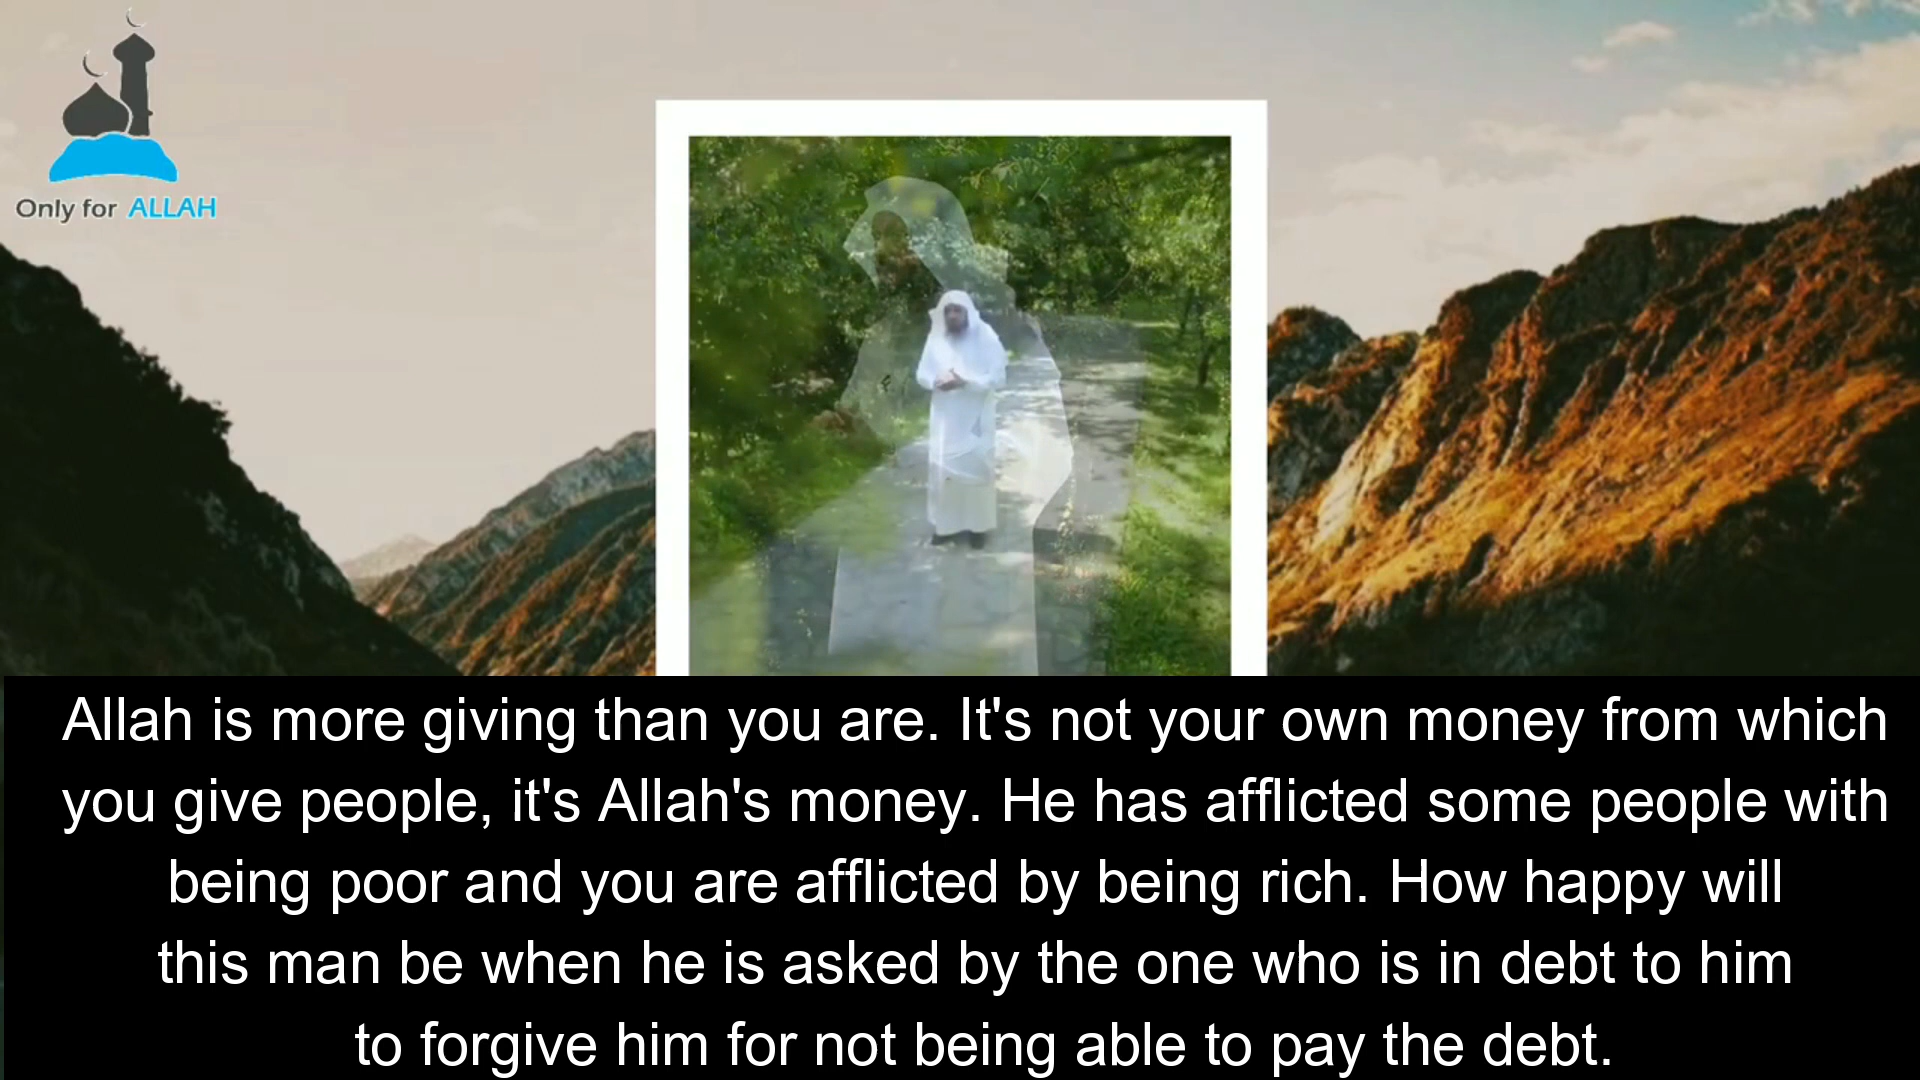 Only for ALLAH
Allah is more giving than you are. It's not your own money from which
you give people, it's Allah's money. He has afflicted some people with
being poor and you are afflicted by being rich. How happy will
this man be when he is asked by the one who is in debt to him
to forgive him for not being able to pay the debt.